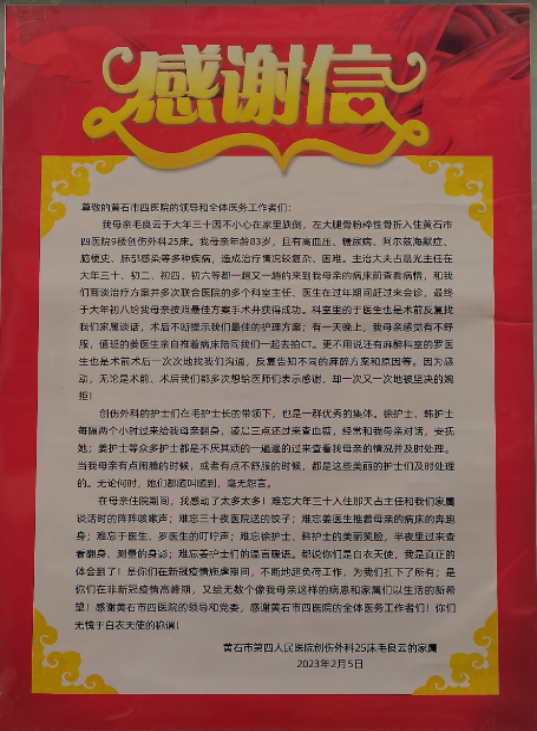 感谢信
尊敬的黄石市四医院的领导和全体医务工作者们：
我母亲毛良云于大年三十因不小心在家里跌倒，左大腿骨粉碎性骨折入住黄石市
四医院9楼创伤外科25床。我母亲年龄83岁，且有高血压、糖尿病、阿尔兹海默症、
脑梗史、肺部感染等多种疾病，造成治疗情况较复杂、困难。主治大夫占晶光主任在
大年三十、初二、初四、初六等都一趟又一趟的来到我母亲的病床前查看病情，和我
们商谈治疗方案并多次联合医院的多个科室主任、医生在过年期间赶过来会诊，最终
于大年初八给我母亲按照最佳方案手术并获得成功。科室里的于医生也是术前反复找
我们家属谈话，术后不时提示我们最佳的护理方案；有一天晚上，我母亲感觉有不舒
服，值班的姜医生亲自推着病床陪同我们一起去拍CT。更不用说还有麻醉科室的罗医
生也是术前术后一次次地找我们沟通，反复告知不同的麻醉方案和原因等。因为感
动，无论是术前、术后我们都多次想给医师们表示感谢，却一次又一次地被坚决的婉
拒！
创伤外科的护士们在毛护士长的带领下，也是一群优秀的集体。徐护士、韩护士
每隔两个小时过来给我母亲翻身，凌晨三点还过来查血糖，经常和我母亲对话，安抚
她；姜护士等众多护士都是不厌其烦的一遍遍的过来查看我母亲的情况并及时处理。
当我母亲有点闹腾的时候，或者有点不舒服的时候，都是这些美丽的护士们及时处理
的。无论何时，她们都随叫随到，毫无怨言。
在母亲住院期间，我感动了太多太多！难忘大年三十入住那天占主任和我们家属
谈话时的阵阵咳嗽声；难忘三十夜医院送的饺子；难忘姜医生推着母亲的病床的奔跑
身；难忘于医生、罗医生的叮咛声；难忘徐护士、韩护士的美丽笑脸，半夜里过来查
看翻身、测量的身影；难忘姜护士们的温言暖语。都说你们是白衣天使，我是真正的
体会到了！是你们在新冠疫情肆虐期间，不断地超负荷工作，为我们扛下了所有；是
你们在非新冠疫情高峰期，又给无数个像我母亲这样的病患和家属们以生活的新希
望！感谢黄石市四医院的领导和党委，感谢黄石市四医院的全体医务工作者们！你们
无愧于白衣天使的称谓！
黄石市第四人民医院创伤外科25床毛良云的家属
2023年2月5日